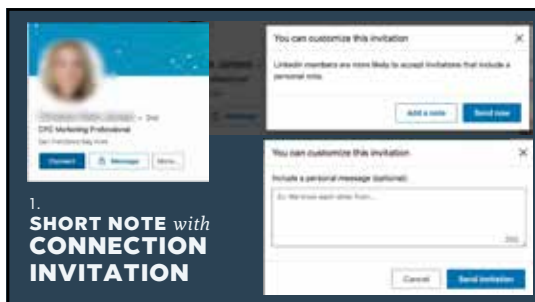 2nd
CPG Marketing Professional
San Francisco Bay Area
Connect
Message
More...
1.
SHORT NOTE with
CONNECTION
INVITATION
You can customize this invitation
LinkedIn members are more likely to accept invitations that include a
personal note.
Add a note
Send now
You can customize this invitation
Include a personal message (optional):
Ex: We know each other from...
300
Cancel
Send invitation